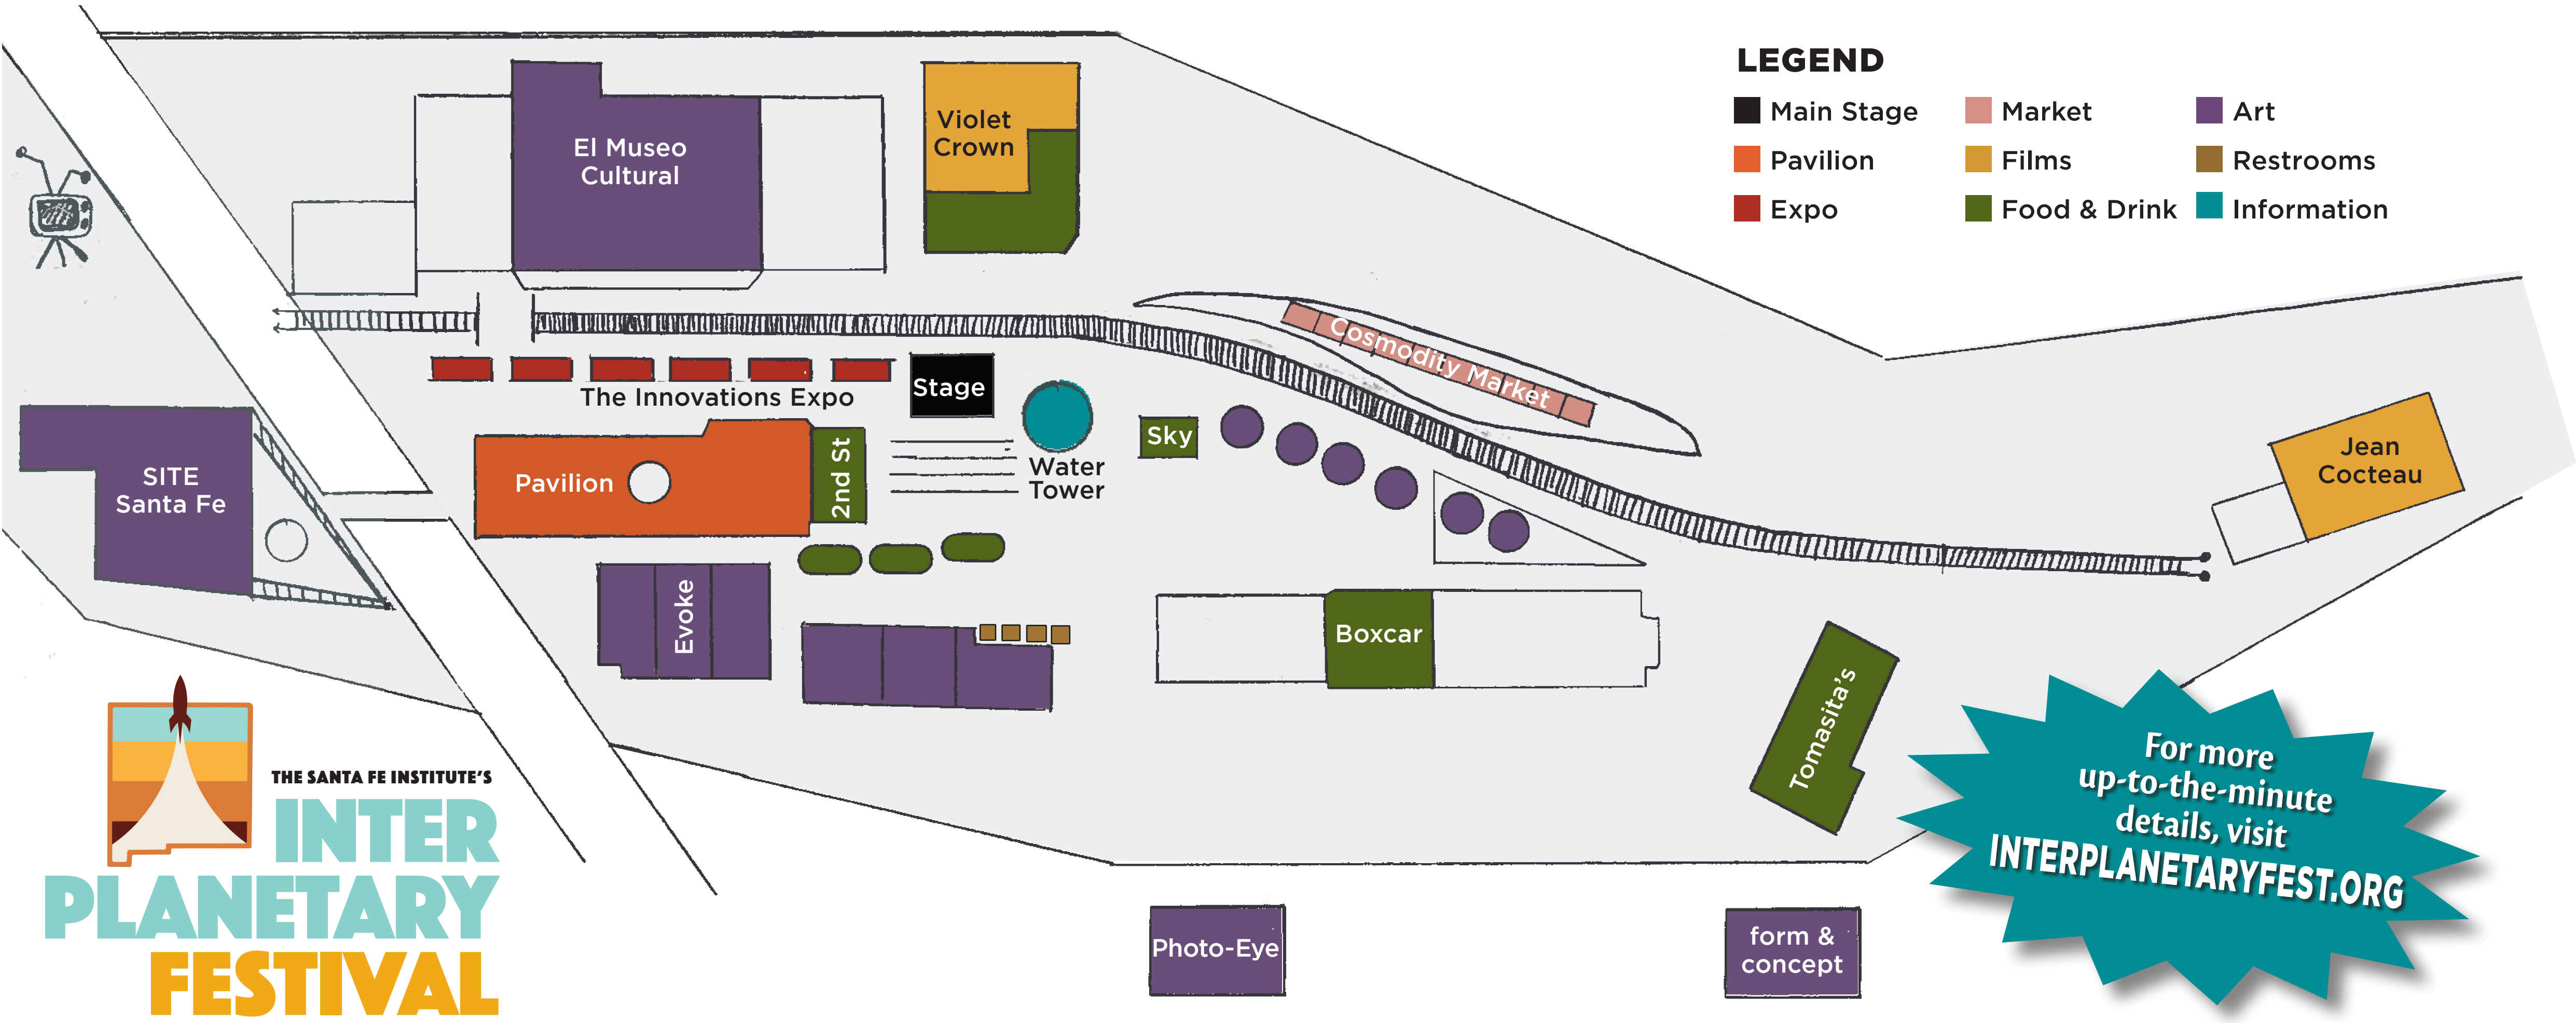 LEGEND
Main Stage
Pavilion
Expo
Market
Films
Food & Drink
Art
Restrooms
Information
El Museo
Cultural
Violet
Crown
Cosmodity Market
The Innovations Expo
Stage
SITE
Santa Fe
Pavilion
2nd St
Water
Tower
Sky
Jean
Cocteau
Evoke
Boxcar
Tomasita's
Photo-Eye
form &
concept
THE SANTA FE INSTITUTE'S
INTER
PLANETARY
FESTIVAL
For more
up-to-the-minute
details, visit
INTERPLANETARYFEST.ORG